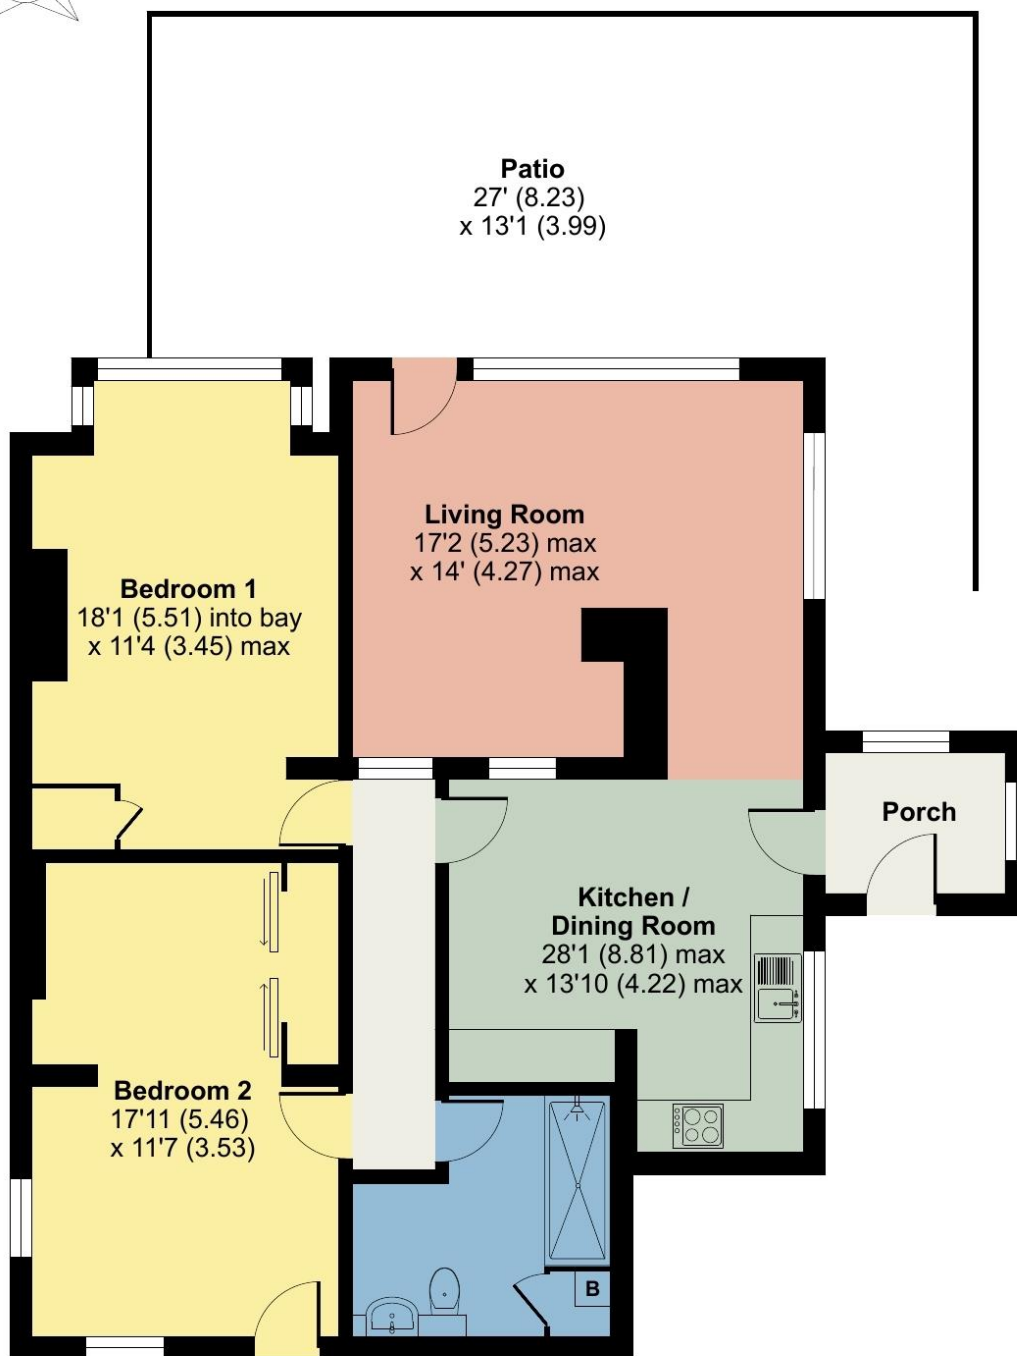 Patio
27' (8.23)
x 13'1 (3.99)
Living Room
17'2 (5.23) max
x 14' (4.27) max
Bedroom 1
18'1 (5.51) into bay
x 11'4 (3.45) max
Porch
Kitchen /
Dining Room
28'1 (8.81) max
x 13'10 (4.22) max
Bedroom 2
17'11 (5.46)
x 11'7 (3.53)
B